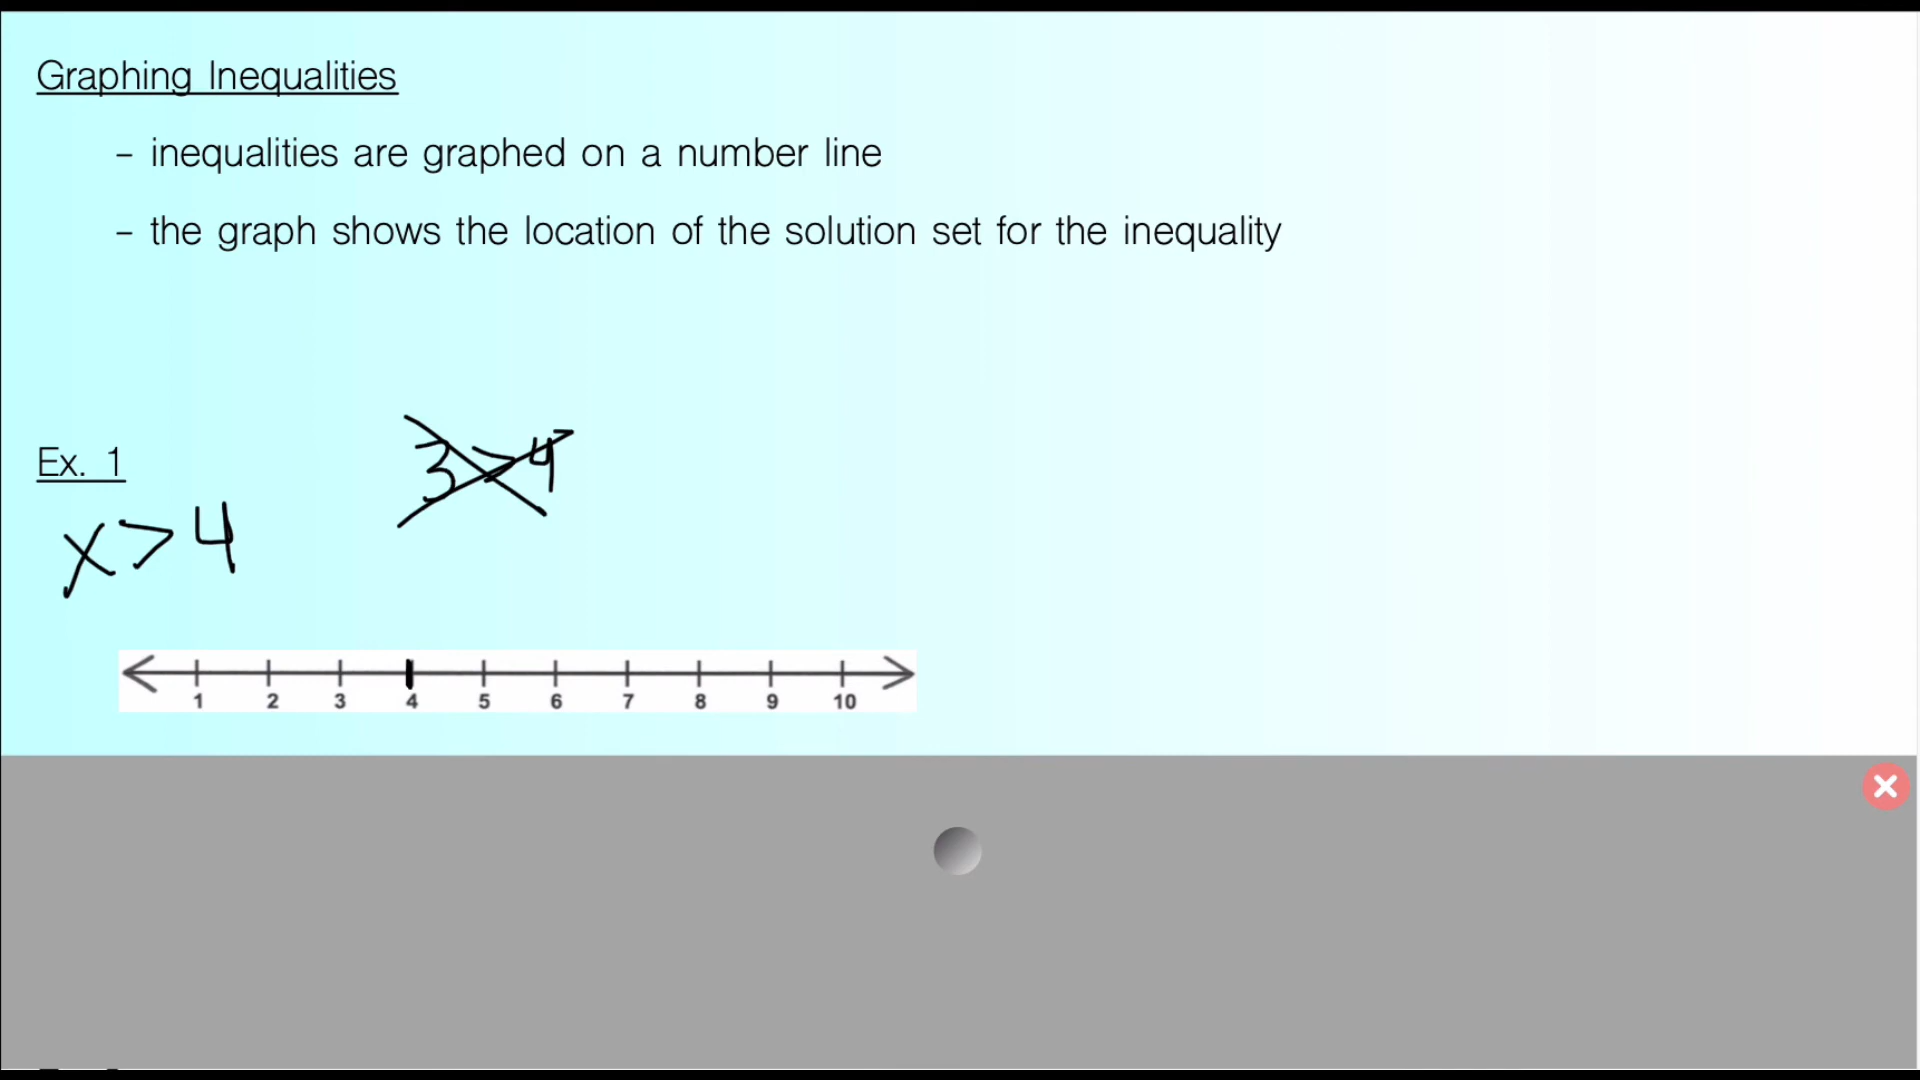 Graphing Inequalities
- inequalities are graphed on a number line
- the graph shows the location of the solution set for the inequality
3 > 4
Ex. 1
x > 4
1 2 3 4 5 6 7 8 9 10